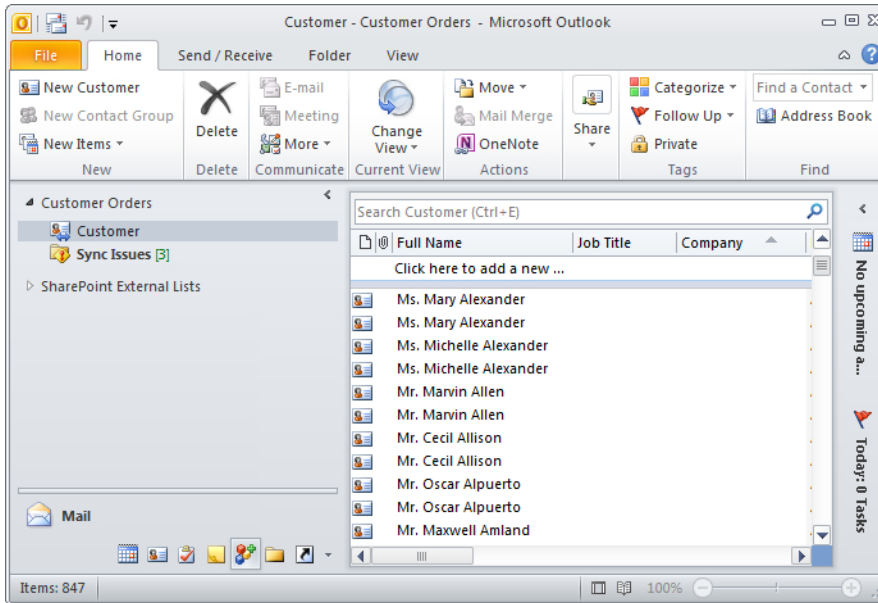 Customer - Customer Orders - Microsoft Outlook
File Home Send / Receive Folder View
New Customer
New Contact Group
New Items
New
Delete
Delete
E-mail
Meeting
More
Communicate
Change
View
Current View
Move
Mail Merge
OneNote
Actions
Share
Categorize
Follow Up
Private
Tags
Find a Contact
Address Book
Find
Customer Orders
Customer
Sync Issues [3]
SharePoint External Lists
Mail
Search Customer (Ctrl+E)
Full Name Job Title Company
Click here to add a new ...
Ms. Mary Alexander
Ms. Mary Alexander
Ms. Michelle Alexander
Ms. Michelle Alexander
Mr. Marvin Allen
Mr. Marvin Allen
Mr. Cecil Allison
Mr. Cecil Allison
Mr. Oscar Alpuerto
Mr. Oscar Alpuerto
Mr. Maxwell Amland
No upcoming a...
Today: 0 Tasks
Items: 847
100%